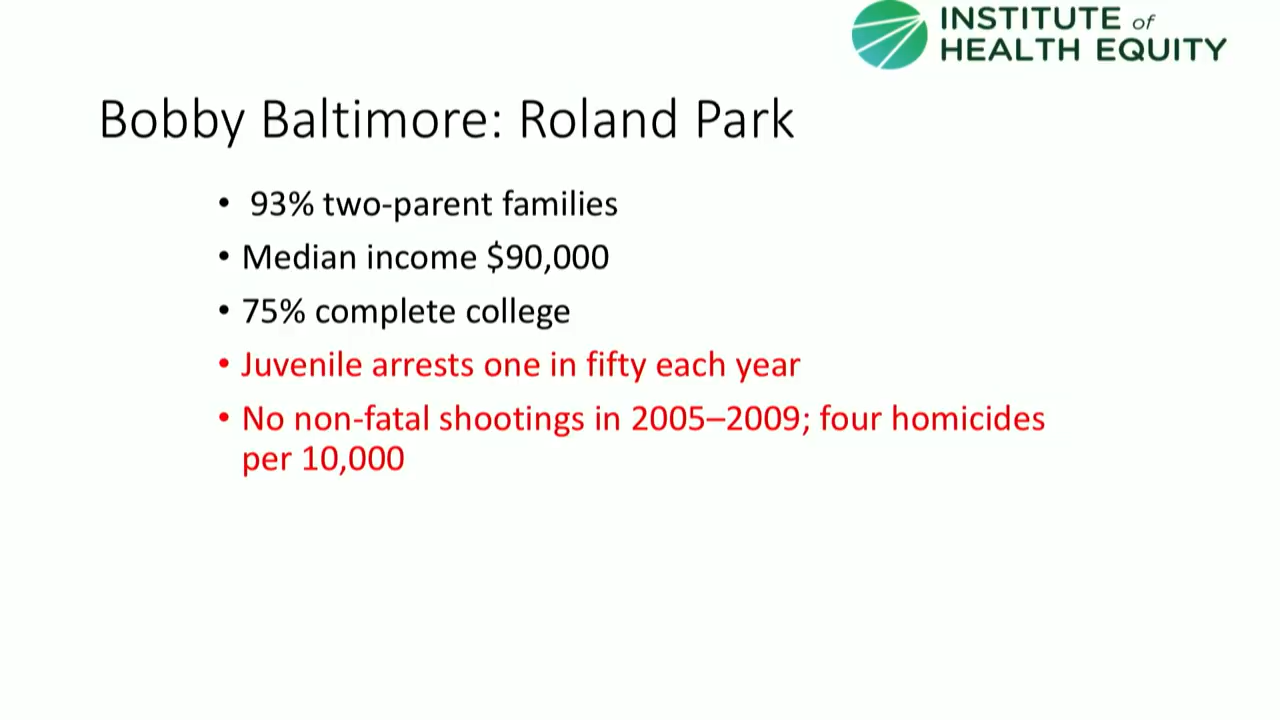 INSTITUTE of
HEALTH EQUITY
Bobby Baltimore: Roland Park
• 93% two-parent families
• Median income $90,000
• 75% complete college
• Juvenile arrests one in fifty each year
• No non-fatal shootings in 2005–2009; four homicides
per 10,000